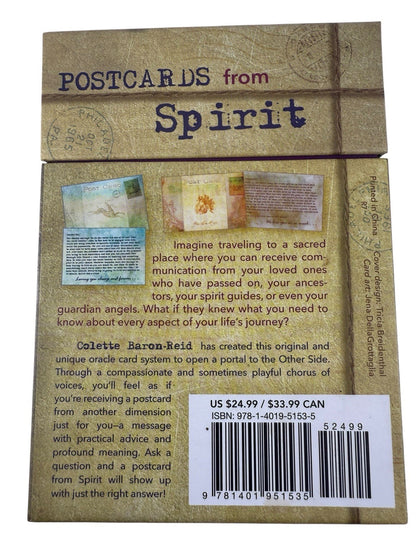 POSTCARDS from
Spirit
POST CARD
POST CARD
Imagine traveling to a sacred
place where you can receive com-
munication from your loved ones
who have passed on, your ances-
tors, your spirit guides, or even your
guardian angels. What if they knew what you need to
know about every aspect of your life's journey?
Colette Baron-Reid has created this original and
unique oracle card system to open a portal to the Other Side.
Through a compassionate and sometimes playful chorus of
voices, you'll feel as if
you're receiving a postcard
from another dimension
just for you—a message
with practical advice and
profound meaning. Ask a
question and a postcard
from Spirit will show up
with just the right answer!
Printed in China
Cover design: Tricia Breidenthal
Card art: Jena DellaGrottaglia
US $24.99 / $33.99 CAN
ISBN: 978-1-4019-5153-5
52499
9 781401 951535